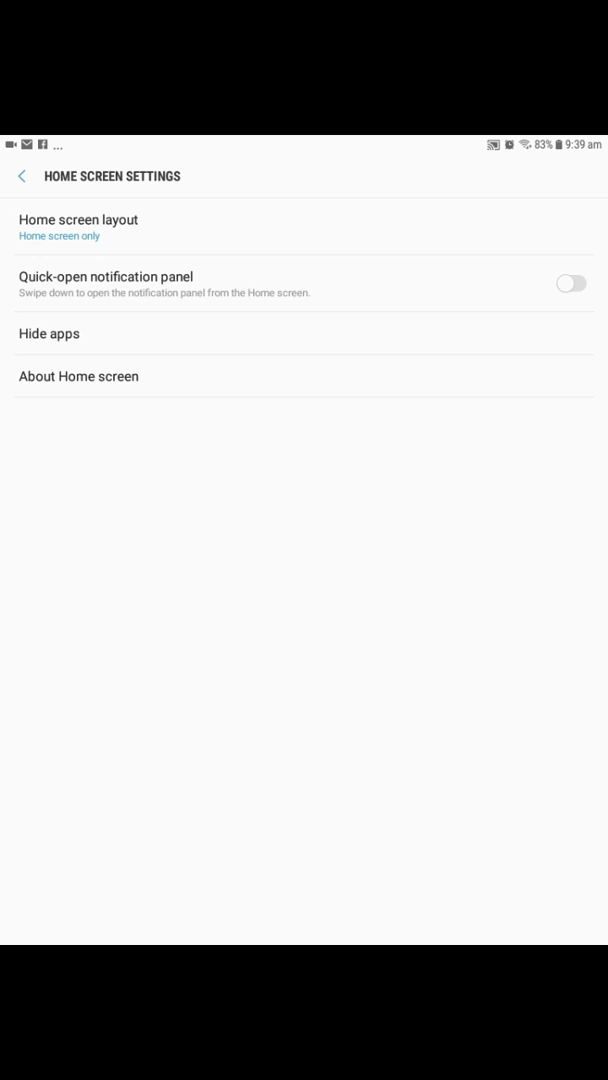 ... 83% 9:39 am
HOME SCREEN SETTINGS
Home screen layout
Home screen only
Quick-open notification panel
Swipe down to open the notification panel from the Home screen.
Hide apps
About Home screen